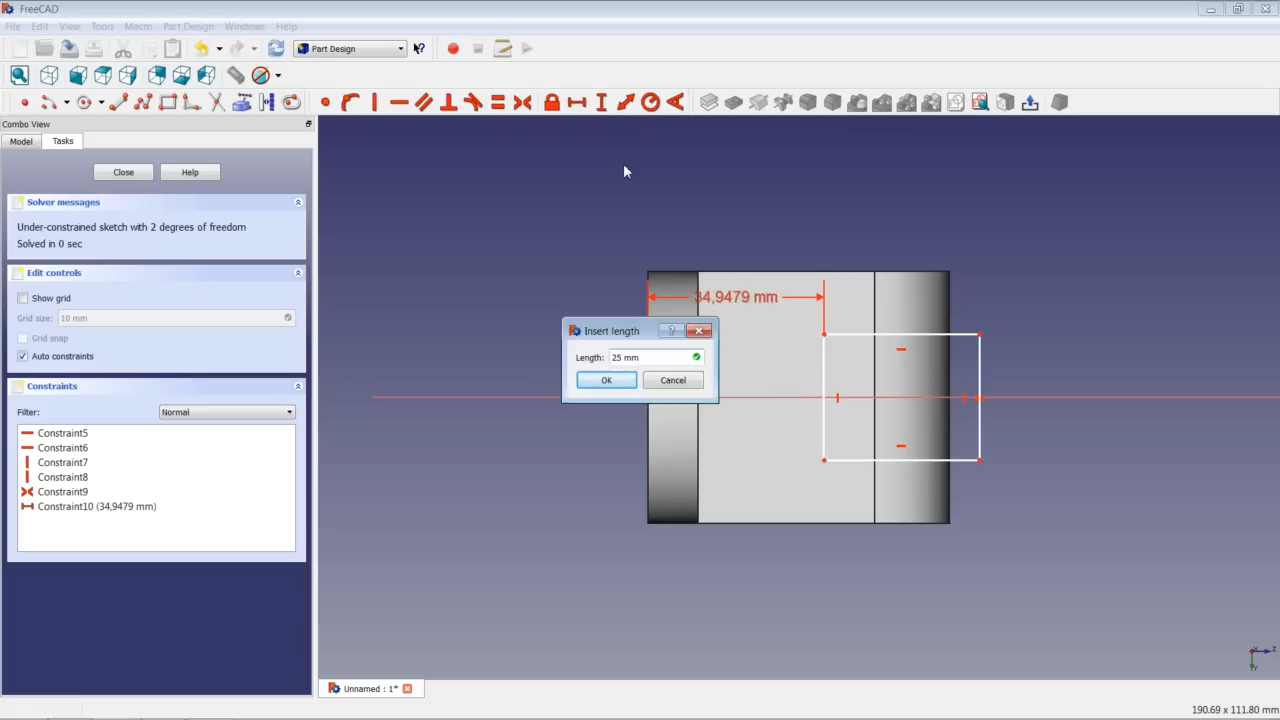 FreeCAD
File Edit View Tools Macro Part Design Windows Help
Part Design
Combo View
Model Tasks
Close Help
Solver messages
Under-constrained sketch with 2 degrees of freedom
Solved in 0 sec
Edit controls
Show grid
Grid size: 10 mm
Grid snap
Auto constraints
Constraints
Filter: Normal
Constraint5
Constraint6
Constraint7
Constraint8
Constraint9
Constraint10 (34,9479 mm)
34,9479 mm
Insert length
Length: 25 mm
OK Cancel
Unnamed : 1*
190.69 x 111.80 mm